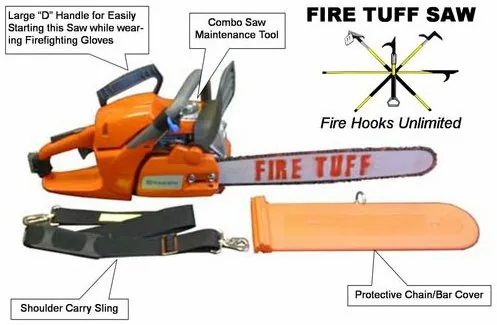 Large "D" Handle for Easily
Starting this Saw while wear-
ing Firefighting Gloves
Combo Saw
Maintenance Tool
FIRE TUFF SAW
Fire Hooks Unlimited
FIRE TUFF
Husqvarna
Shoulder Carry Sling
Protective Chain/Bar Cover